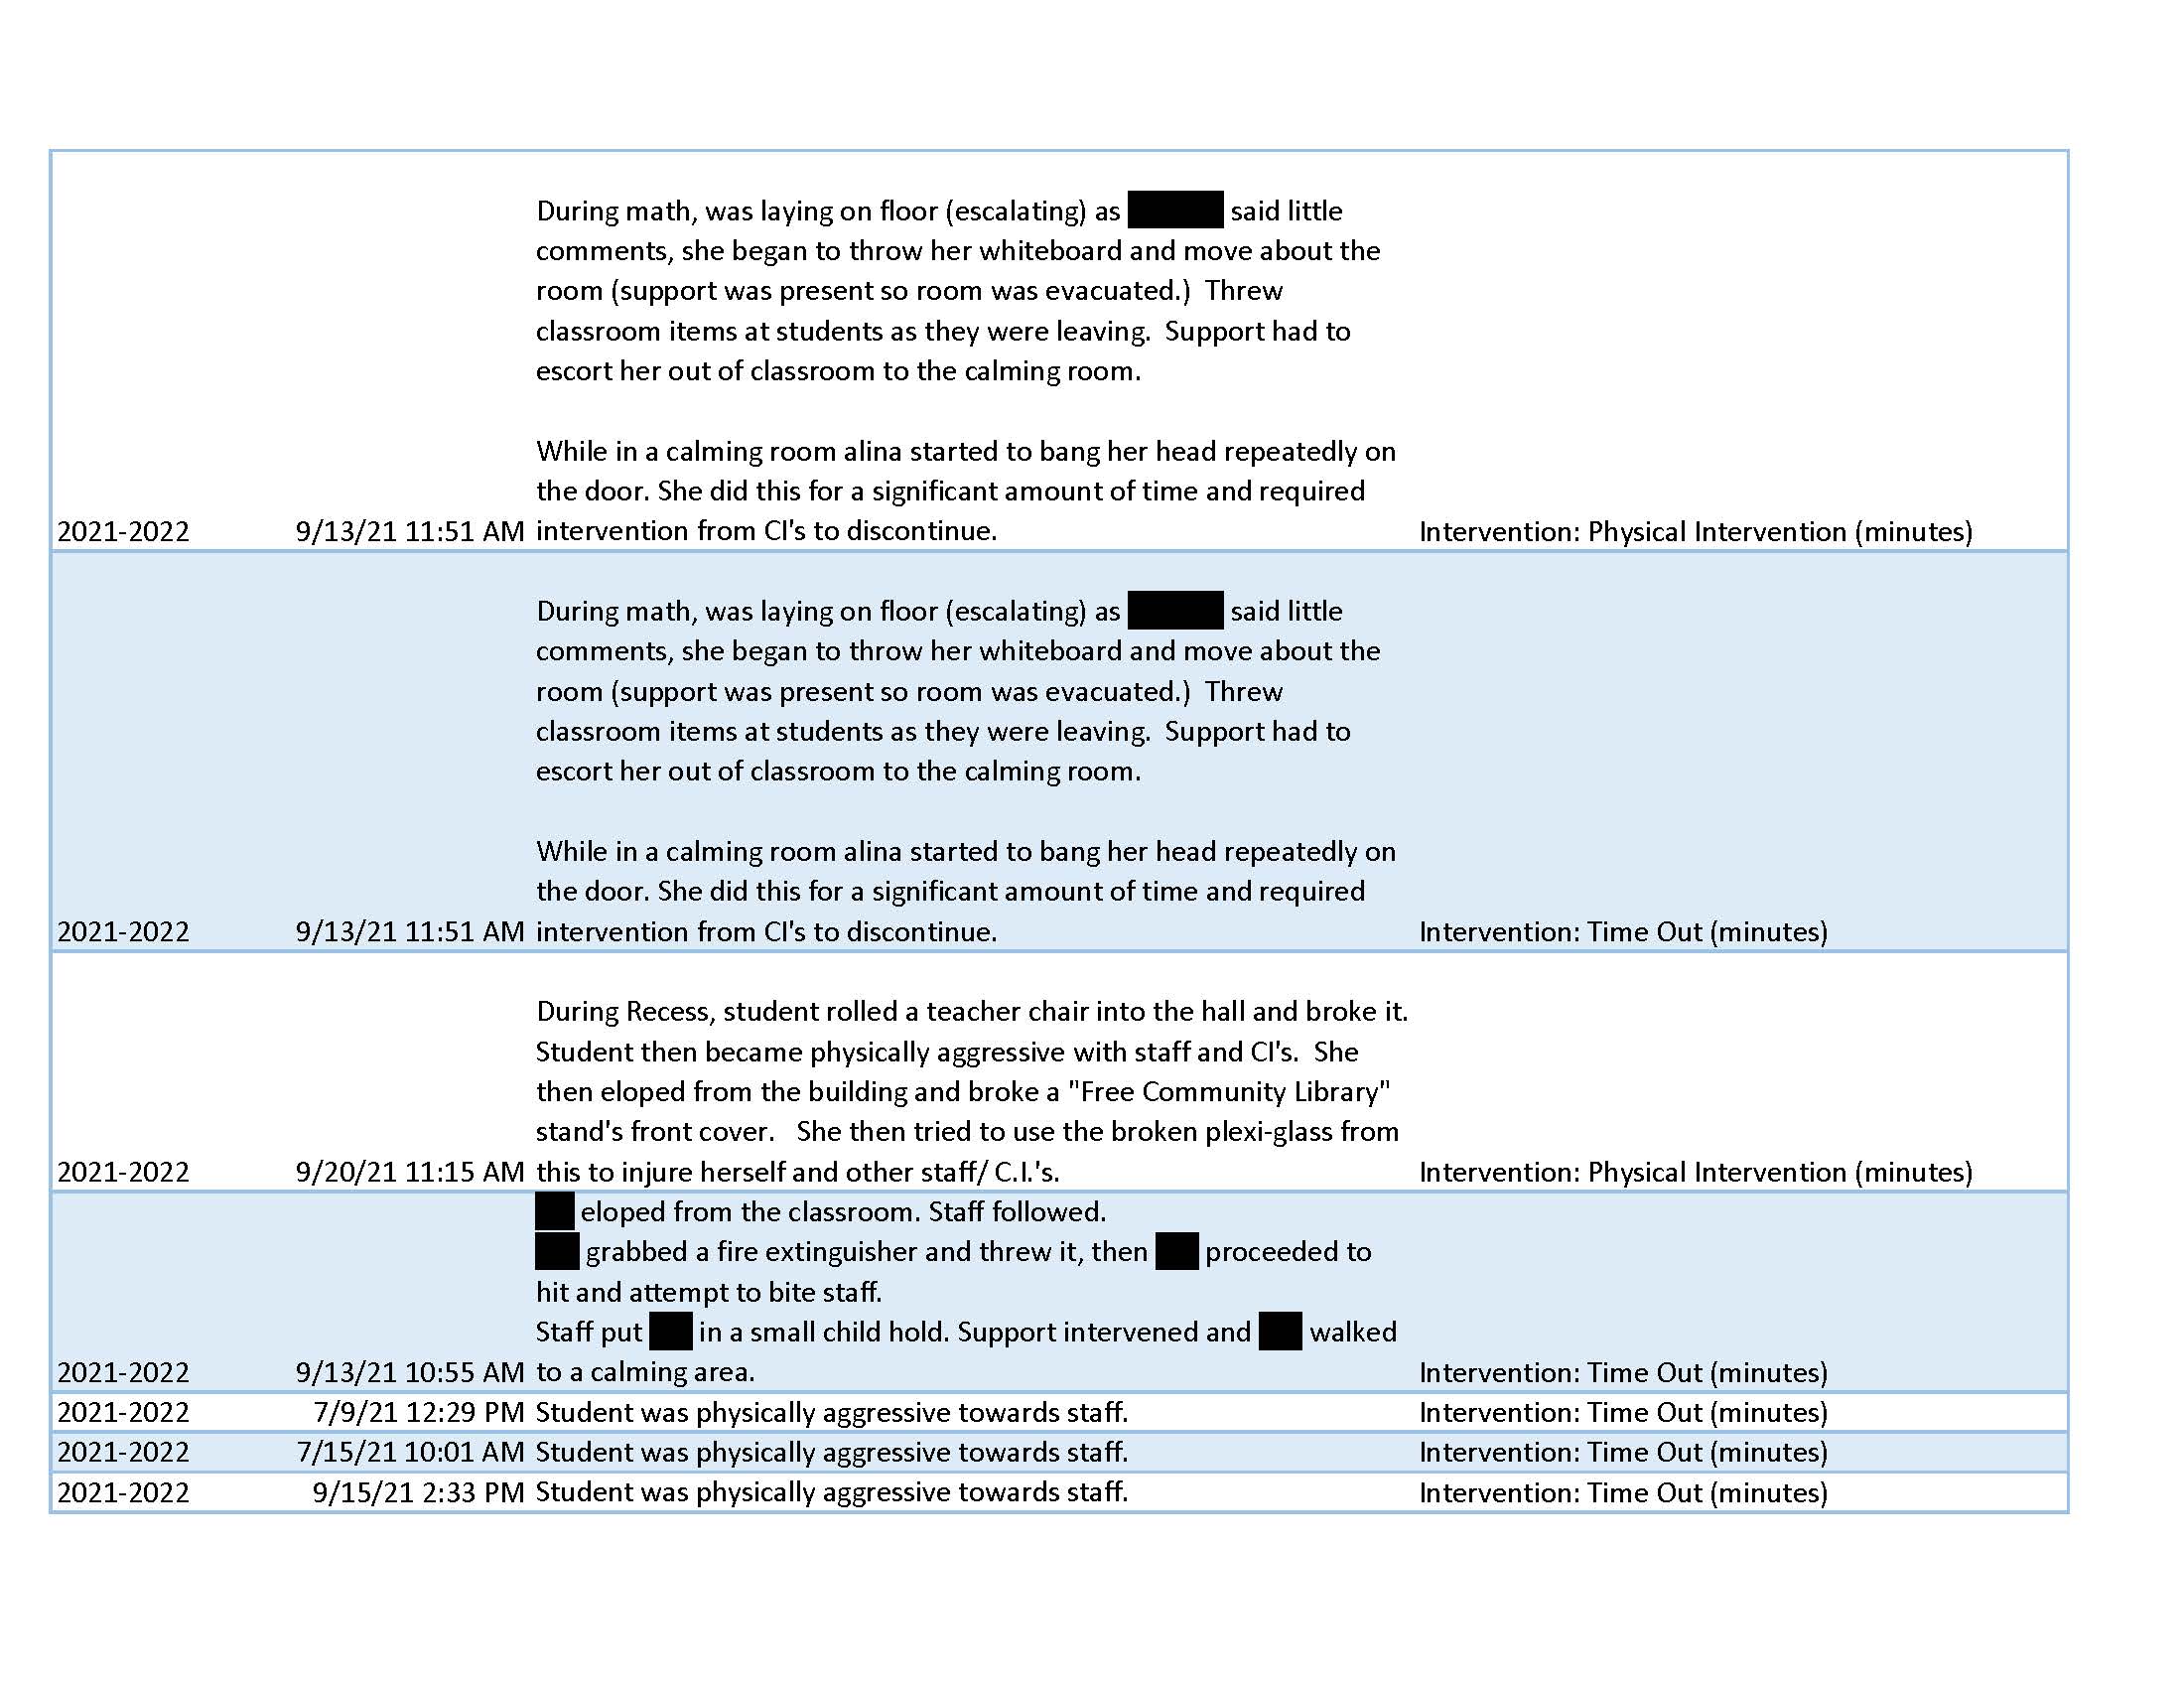 During math, was laying on floor (escalating) as said little
comments, she began to throw her whiteboard and move about the
room (support was present so room was evacuated.)  Threw
classroom items at students as they were leaving.  Support had to
escort her out of classroom to the calming room.
While in a calming room alina started to bang her head repeatedly on
the door. She did this for a significant amount of time and required
2021-2022 9/13/21 11:51 AM intervention from CI's to discontinue. Intervention: Physical Intervention (minutes)
During math, was laying on floor (escalating) as said little
comments, she began to throw her whiteboard and move about the
room (support was present so room was evacuated.)  Threw
classroom items at students as they were leaving.  Support had to
escort her out of classroom to the calming room.
While in a calming room alina started to bang her head repeatedly on
the door. She did this for a significant amount of time and required
2021-2022 9/13/21 11:51 AM intervention from CI's to discontinue. Intervention: Time Out (minutes)
During Recess, student rolled a teacher chair into the hall and broke it.
Student then became physically aggressive with staff and CI's.  She
then eloped from the building and broke a "Free Community Library"
stand's front cover.   She then tried to use the broken plexi-glass from
2021-2022 9/20/21 11:15 AM this to injure herself and other staff/ C.I.'s. Intervention: Physical Intervention (minutes)
eloped from the classroom. Staff followed.
grabbed a fire extinguisher and threw it, then proceeded to
hit and attempt to bite staff.
Staff put in a small child hold. Support intervened and walked
2021-2022 9/13/21 10:55 AM to a calming area. Intervention: Time Out (minutes)
2021-2022 7/9/21 12:29 PM Student was physically aggressive towards staff. Intervention: Time Out (minutes)
2021-2022 7/15/21 10:01 AM Student was physically aggressive towards staff. Intervention: Time Out (minutes)
2021-2022 9/15/21 2:33 PM Student was physically aggressive towards staff. Intervention: Time Out (minutes)